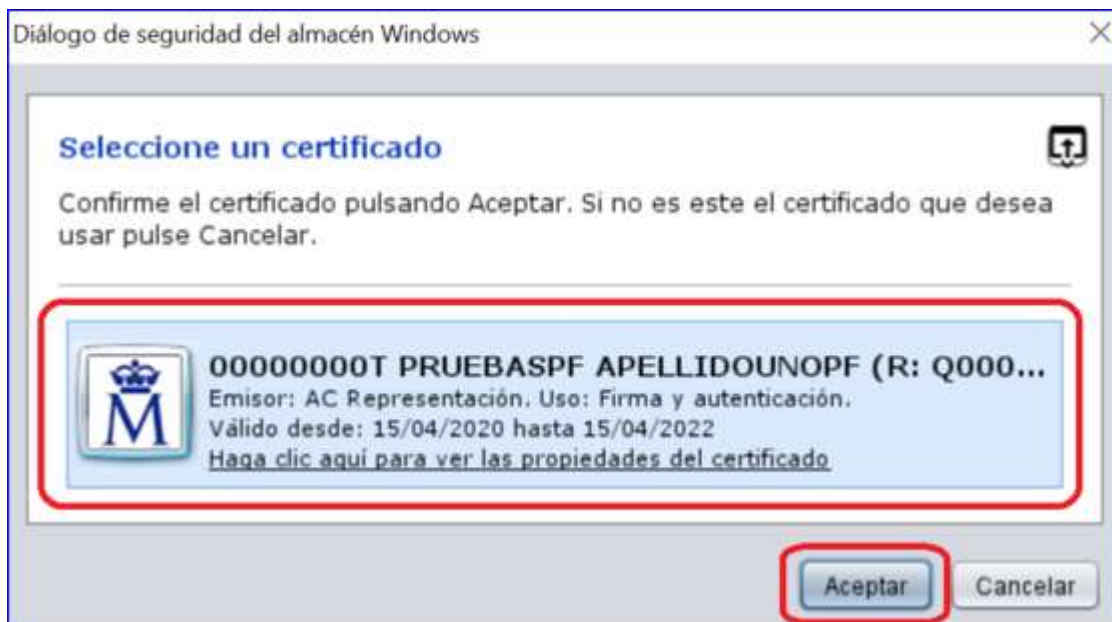 Diálogo de seguridad del almacén Windows
Seleccione un certificado
Confirme el certificado pulsando Aceptar. Si no es este el certificado que desea
usar pulse Cancelar.
00000000T PRUEBASPF APELLIDOUNOPF (R: Q000...
Emisor: AC Representación. Uso: Firma y autenticación.
Válido desde: 15/04/2020 hasta 15/04/2022
Haga clic aquí para ver las propiedades del certificado
M
Aceptar Cancelar